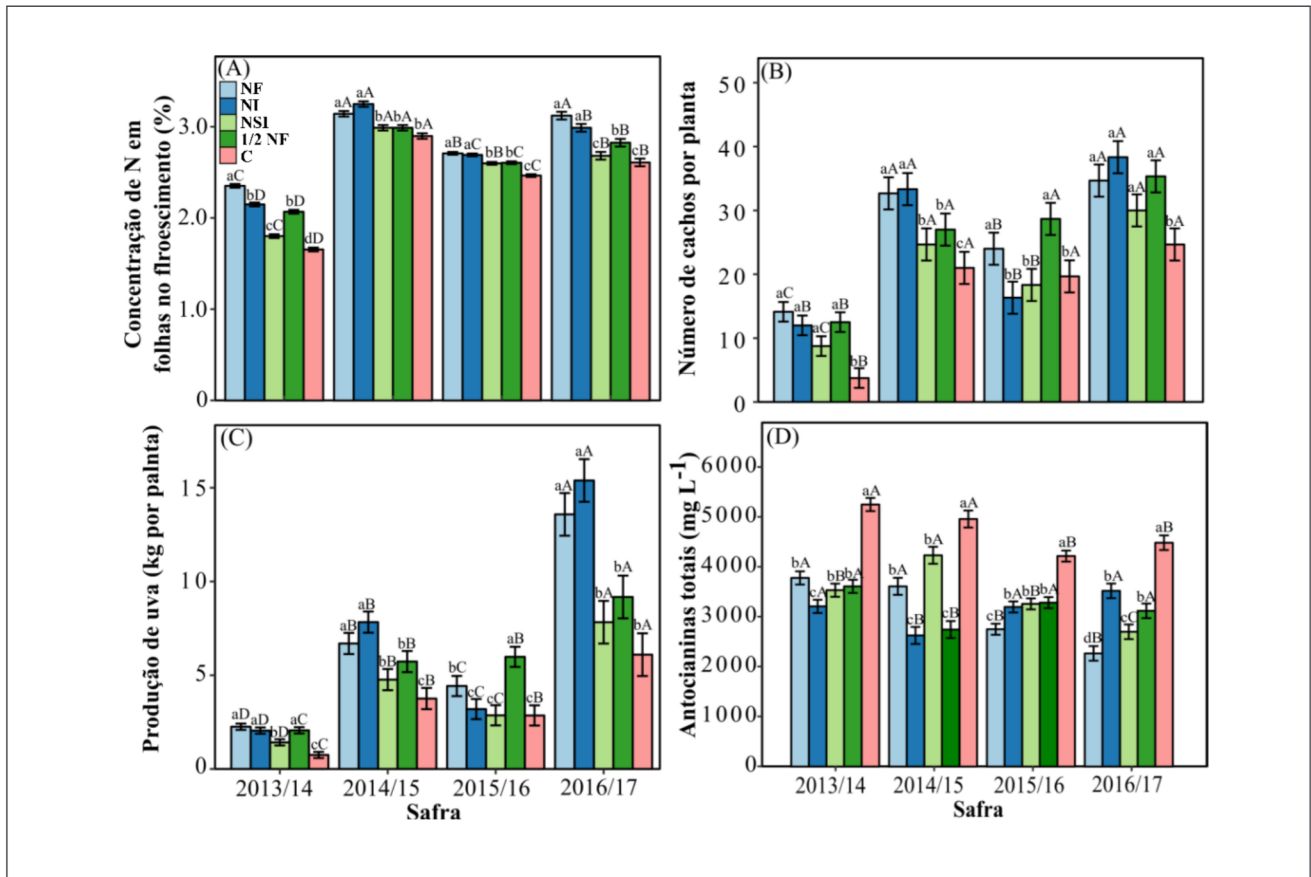 (A)
NF
NI
NSI
1/2 NF
C
Concentração de N em
folhas no floroescimento (%)
3.0
2.0
1.0
0
aC bD cC bD dD
aA aA bA bA bA
aB aC bB bC cC
aA aB cB bB cB
(B)
Número de cachos por planta
50
40
30
20
10
0
aC aB aC aB bB
aA aA bA bA cA
aB bB bB aA bA
aA aA aA aA bA
(C)
Produção de uva (kg por palnta)
15
10
5
0
aD aD bD aC cC
aB aB bB bB cB
bC cC cC aB cB
aA aA bA bA bA
2013/14 2014/15 2015/16 2016/17
Safra
(D)
Antocianinas totais (mg L-1)
6000
5000
4000
3000
2000
1000
0
bA cA bB bA aA
bA cB bA cB aA
cB bA bA bA aB
dB bA cC bA aB
2013/14 2014/15 2015/16 2016/17
Safra